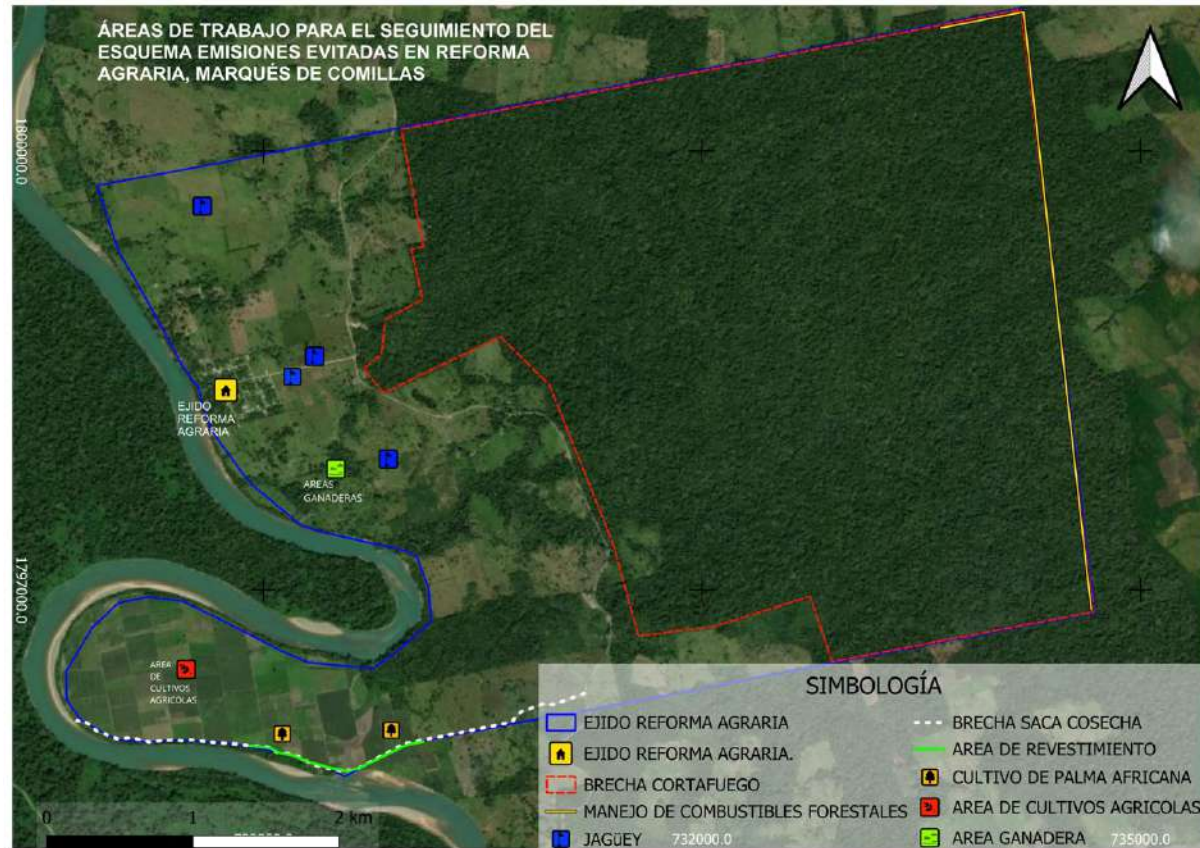 ÁREAS DE TRABAJO PARA EL SEGUIMIENTO DEL
ESQUEMA EMISIONES EVITADAS EN REFORMA
AGRARIA, MARQUÉS DE COMILLAS
1800000.0
EJIDO
REFORMA
AGRARIA
AREAS
GANADERAS
1797000.0
AREA
DE
CULTIVOS
AGRICOLAS
SIMBOLOGÍA
EJIDO REFORMA AGRARIA
EJIDO REFORMA AGRARIA.
BRECHA CORTAFUEGO
MANEJO DE COMBUSTIBLES FORESTALES
JAGÜEY
BRECHA SACA COSECHA
AREA DE REVESTIMIENTO
CULTIVO DE PALMA AFRICANA
AREA DE CULTIVOS AGRICOLAS
AREA GANADERA
0 1 2 km
732000.0
735000.0